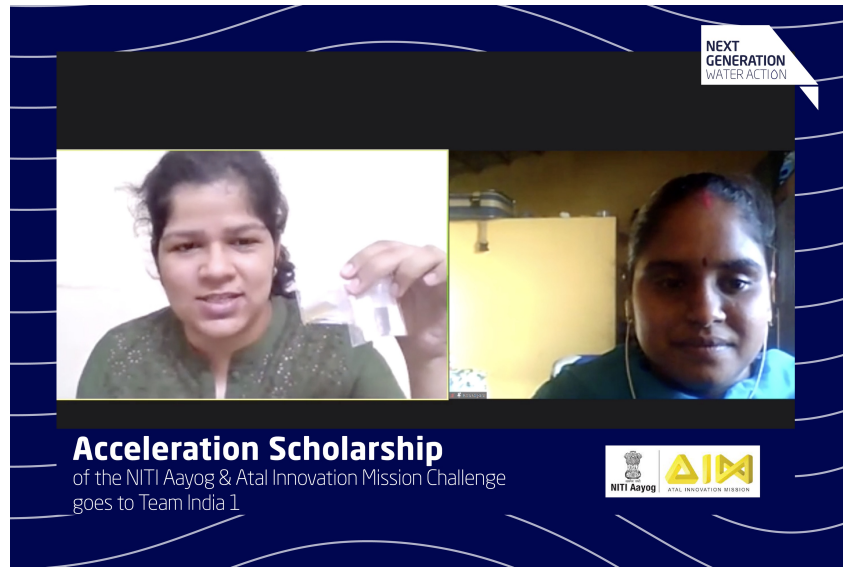 NEXT
GENERATION
WATER ACTION
Acceleration Scholarship
of the NITI Aayog & Atal Innovation Mission Challenge
goes to Team India 1
NITI Aayog
AIM
ATAL INNOVATION MISSION